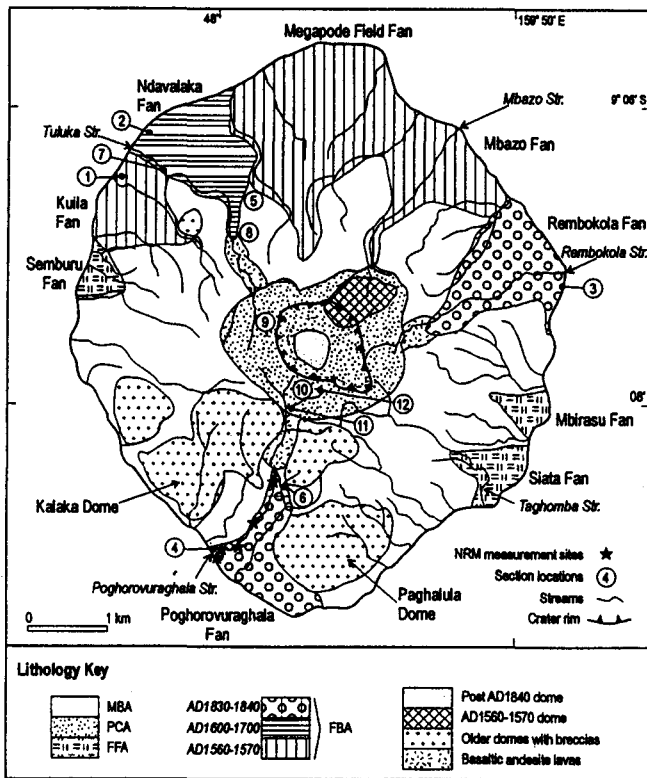 48'
159° 50' E
Megapode Field Fan
Ndavalaka
Fan
Mbazo Str.
9° 08' S
2
Tuluka Str.
Mbazo Fan
7
1
5
Kuila
Fan
Rembokola Fan
8
Rembokola Str.
Semburu
Fan
3
9
10
08'
12
Mbirasu Fan
11
Siata Fan
Kalaka Dome
Taghomba Str.
6
4
NRM measurement sites
Section locations 4
Poghorovuraghala Str.
Paghalula
Dome
Streams
0 1 km
Poghorovuraghala
Fan
Crater rim
Lithology Key
MBA
PCA
FFA
AD1830-1840
AD1600-1700
AD1560-1570
FBA
Post AD1840 dome
AD1560-1570 dome
Older domes with breccies
Basaltic andesite lavas